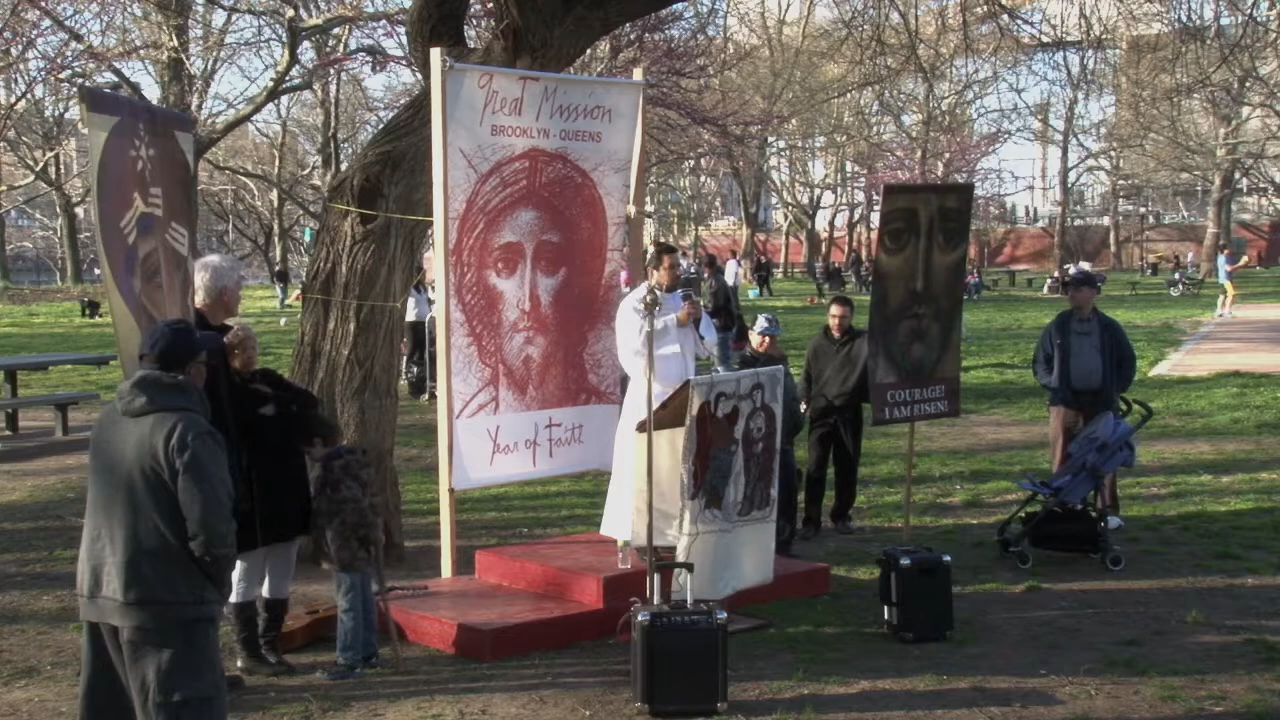 Great Mission
BROOKLYN - QUEENS
Year of Faith
COURAGE!
I AM RISEN!